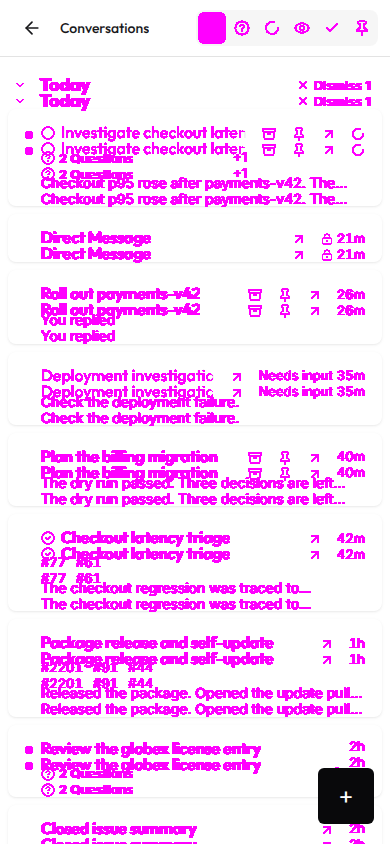 Conversations
Today
Dismiss 1
Today
Dismiss 1
Investigate checkout later
Investigate checkout later
2 Questions
+1
2 Questions
+1
Checkout p95 rose after payments-v42. The...
Checkout p95 rose after payments-v42. The...
Direct Message 21m
Direct Message 21m
Roll out payments-v42 26m
Roll out payments-v42 26m
You replied
You replied
Deployment investigatic Needs input 35m
Deployment investigatic Needs input 35m
Check the deployment failure.
Check the deployment failure.
Plan the billing migration 40m
Plan the billing migration 40m
The dry run passed. Three decisions are left...
The dry run passed. Three decisions are left...
Checkout latency triage 42m
Checkout latency triage 42m
#77 #61
#77 #61
The checkout regression was traced to...
The checkout regression was traced to...
Package release and self-update 1h
Package release and self-update 1h
#2201 #91 #44
#2201 #91 #44
Released the package. Opened the update pull...
Released the package. Opened the update pull...
Review the globex license entry 2h
Review the globex license entry 2h
2 Questions
2 Questions
Closed issue summary 2h
Closed issue summary 2h